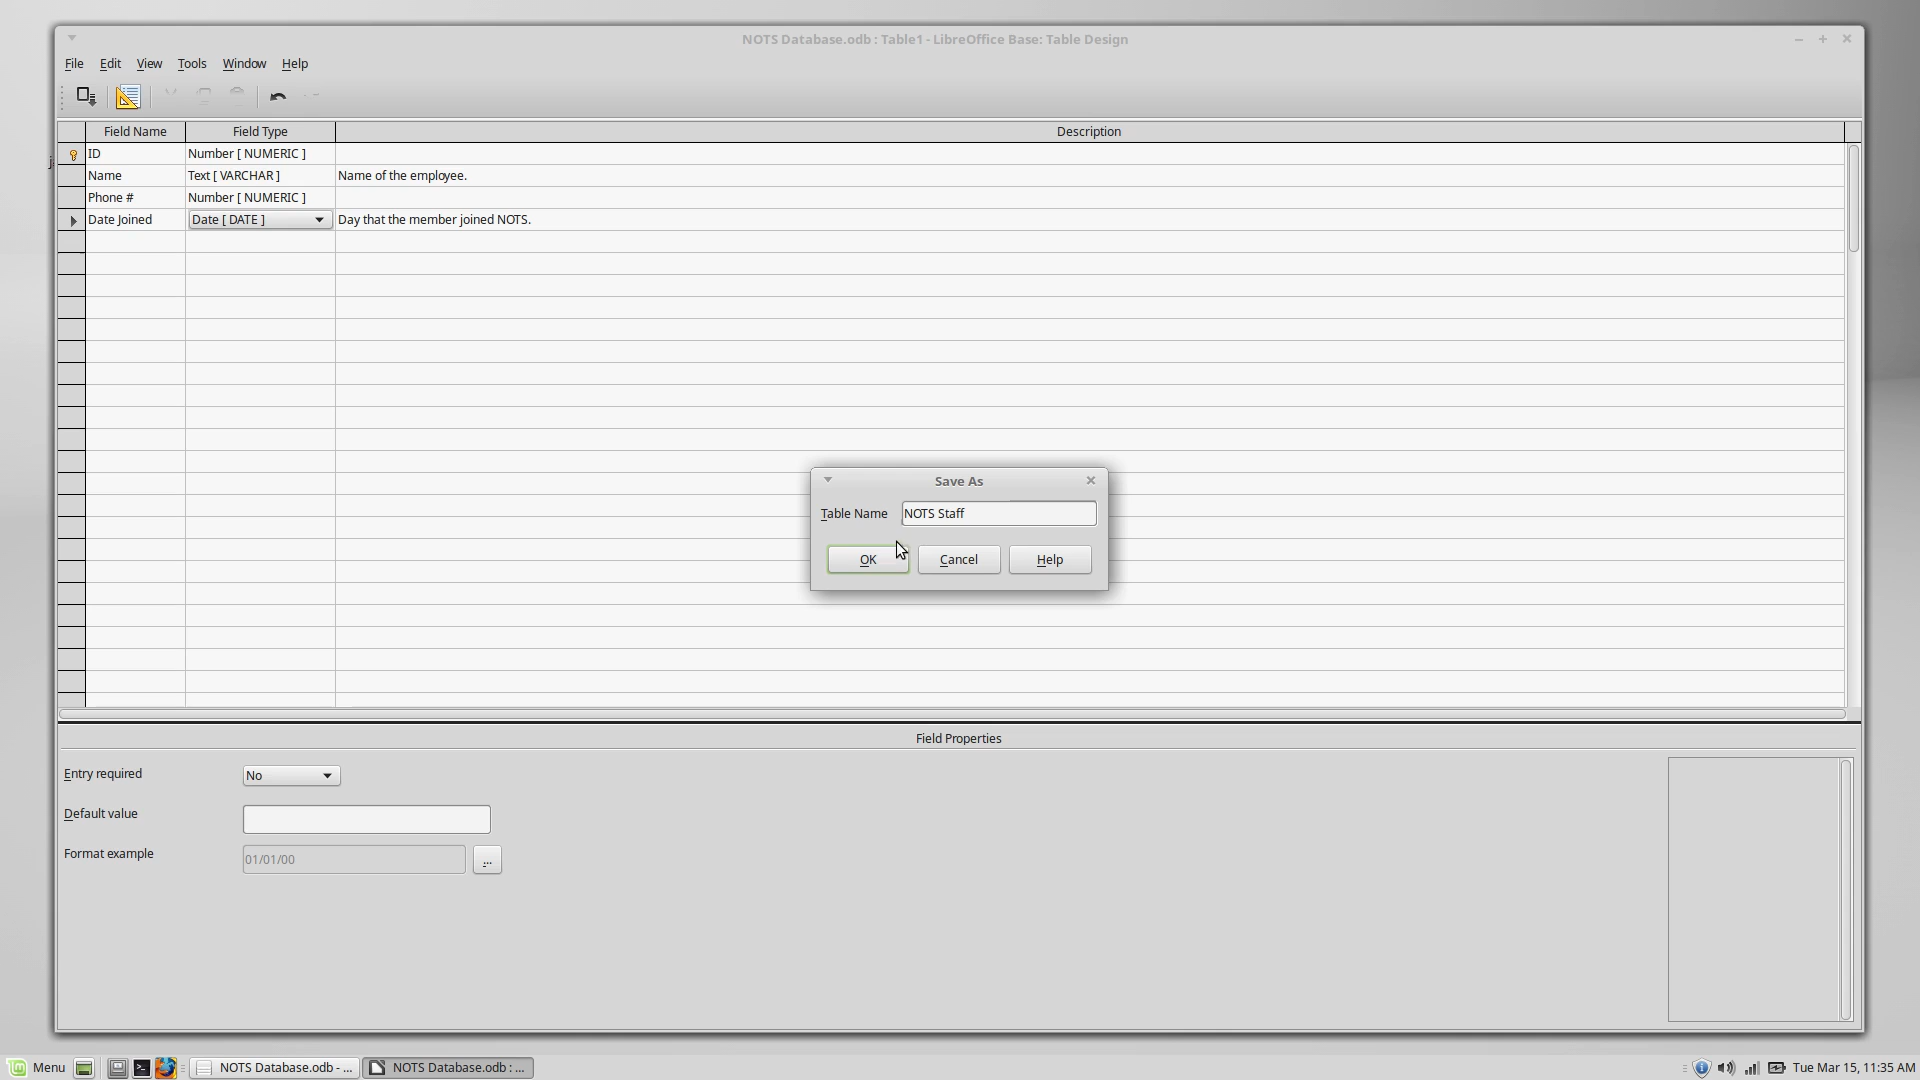 NOTS Database.odb : Table1 - LibreOffice Base: Table Design
File Edit View Tools Window Help
Field Name Field Type Description
ID Number [ NUMERIC ]
Name Text [ VARCHAR ] Name of the employee.
Phone # Number [ NUMERIC ]
Date Joined Date [ DATE ] Day that the member joined NOTS.
Save As
Table Name NOTS Staff
OK Cancel Help
Field Properties
Entry required No
Default value
Format example 01/01/00 ...
Menu NOTS Database.odb - ... NOTS Database.odb : ... Tue Mar 15, 11:35 AM